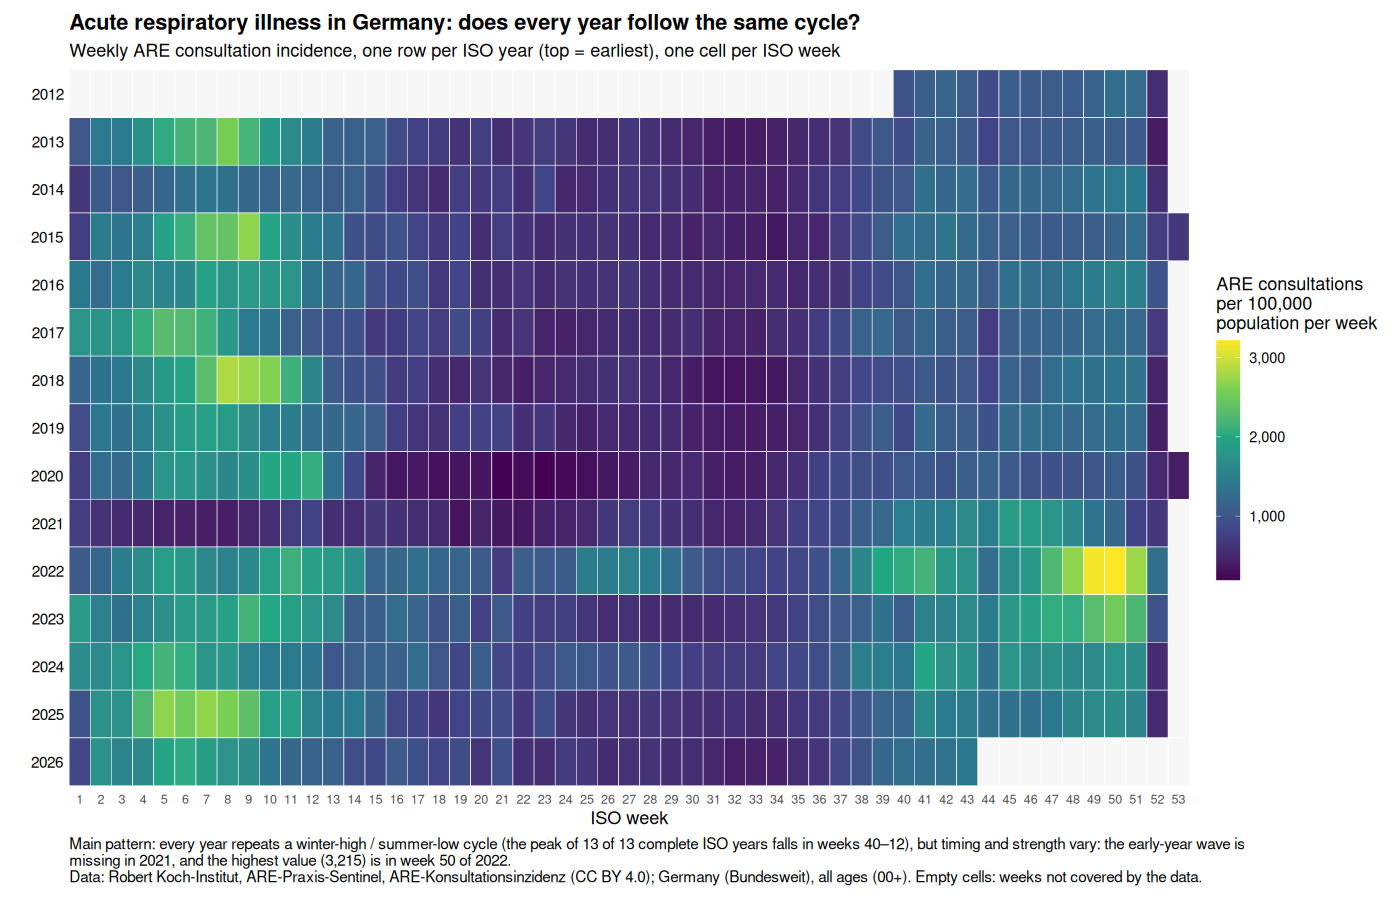 Acute respiratory illness in Germany: does every year follow the same cycle?
Weekly ARE consultation incidence, one row per ISO year (top = earliest), one cell per ISO week
2012
2013
2014
2015
2016
2017
2018
2019
2020
2021
2022
2023
2024
2025
2026
1 2 3 4 5 6 7 8 9 10 11 12 13 14 15 16 17 18 19 20 21 22 23 24 25 26 27 28 29 30 31 32 33 34 35 36 37 38 39 40 41 42 43 44 45 46 47 48 49 50 51 52 53
ISO week
ARE consultations
per 100,000
population per week
3,000
2,000
1,000
Main pattern: every year repeats a winter-high / summer-low cycle (the peak of 13 of 13 complete ISO years falls in weeks 40–12), but timing and strength vary: the early-year wave is
missing in 2021, and the highest value (3,215) is in week 50 of 2022.
Data: Robert Koch-Institut, ARE-Praxis-Sentinel, ARE-Konsultationsinzidenz (CC BY 4.0); Germany (Bundesweit), all ages (00+). Empty cells: weeks not covered by the data.